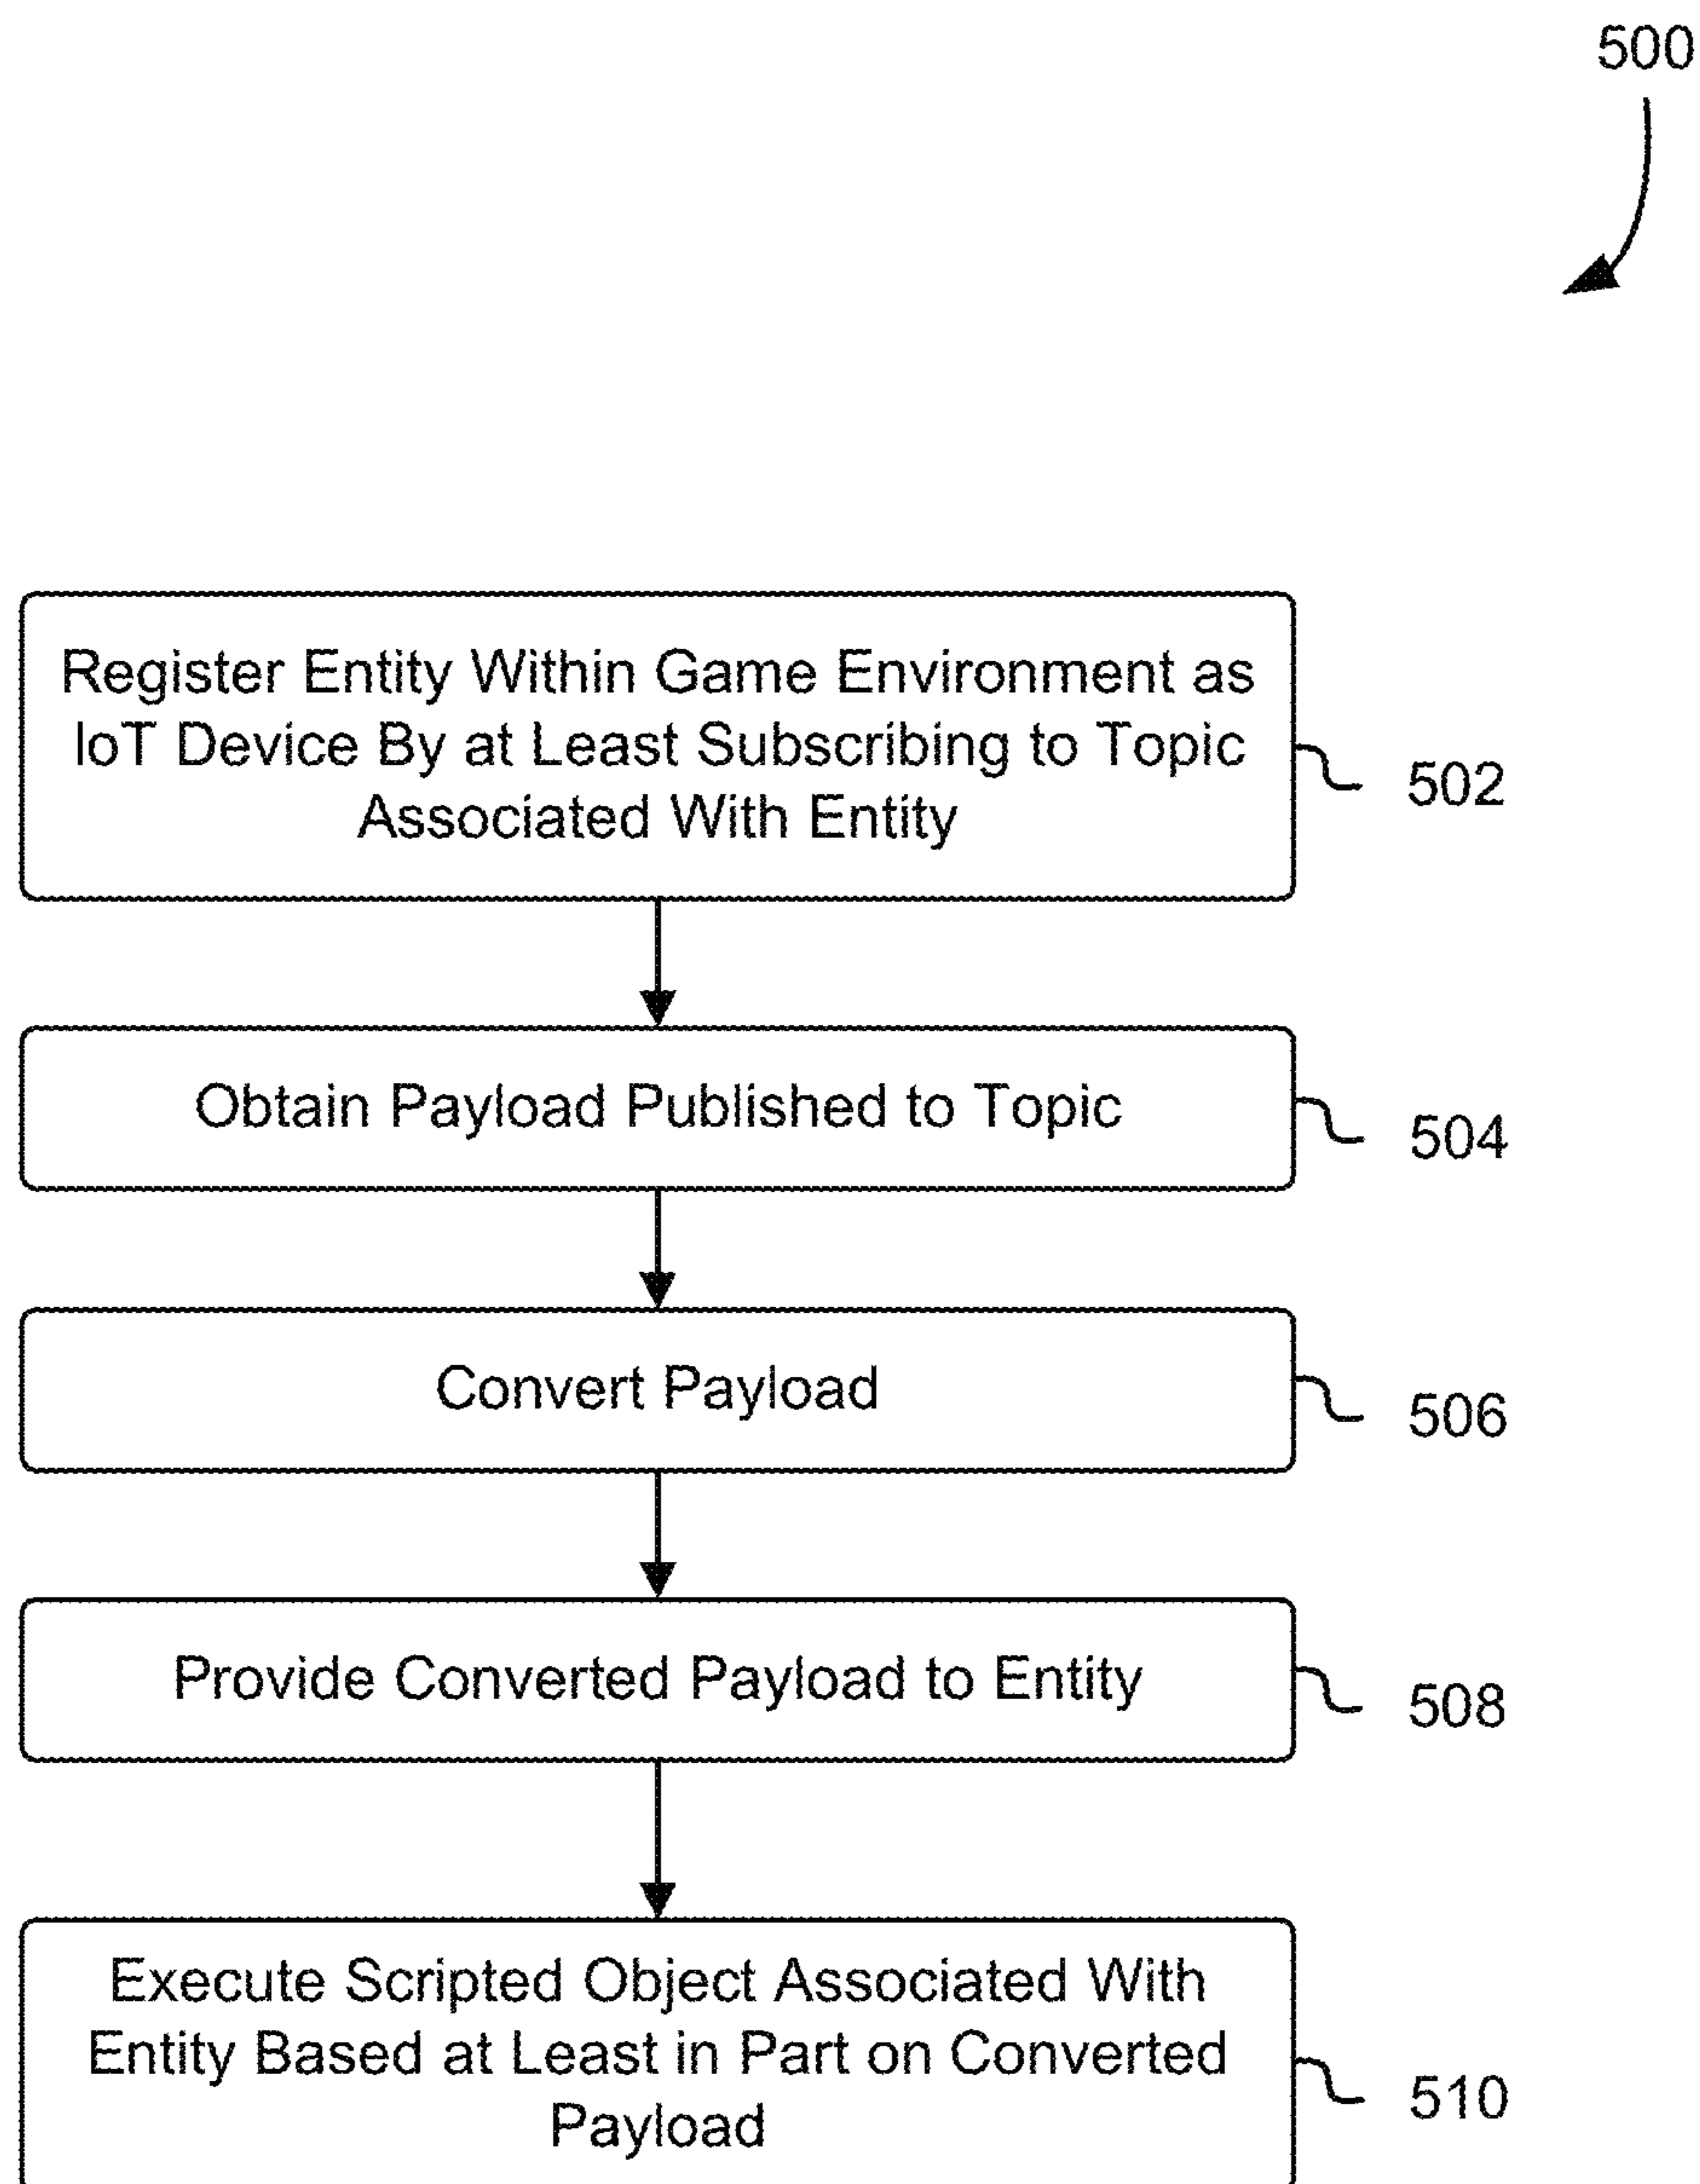 500
Register Entity Within Game Environment as
IoT Device By at Least Subscribing to Topic
Associated With Entity
502
Obtain Payload Published to Topic
504
Convert Payload
506
Provide Converted Payload to Entity
508
Execute Scripted Object Associated With
Entity Based at Least in Part on Converted
Payload
510